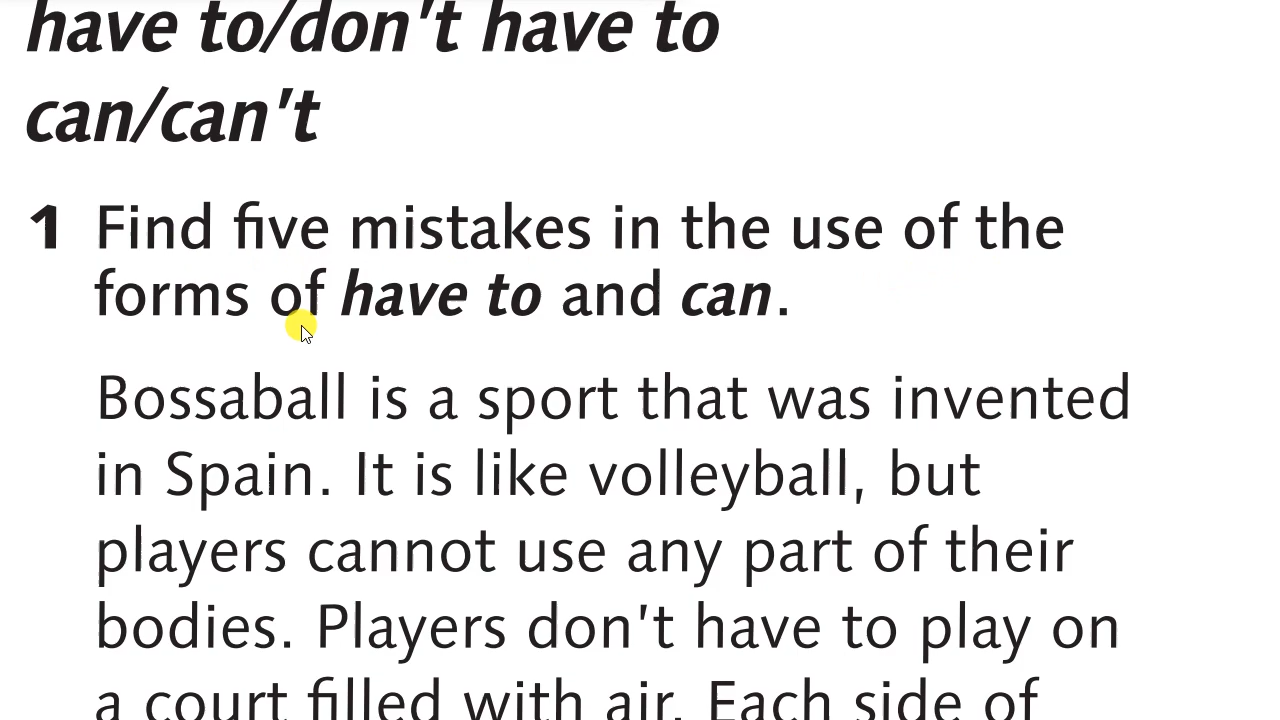 have to/don't have to
can/can't
1 Find five mistakes in the use of the
forms of have to and can.
Bossaball is a sport that was invented
in Spain. It is like volleyball, but
players cannot use any part of their
bodies. Players don't have to play on
a court filled with air. Each side of